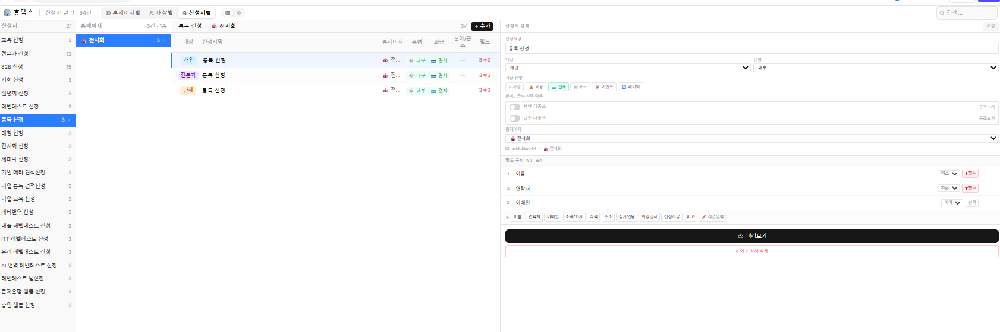 휴텍스 신청서 관리 · 84건 홈페이지별 대상별 신청서별 검색...
신청서 21
교육 신청 3
전문가 신청 12
B2B 신청 15
시험 신청 3
설명회 신청 3
레벨테스트 신청 3
통독 신청 3 ›
매칭 신청 3
전시회 신청 3
세미나 신청 3
기업 메타 견적신청 3
기업 통독 견적신청 3
기업 교육 신청 3
메타번역 신청 3
테솔 레벨테스트 신청 3
ITT 레벨테스트 신청 3
윤리 레벨테스트 신청 3
AI 번역 레벨테스트 신청 3
레벨테스트 팀신청 3
문제은행 샘플 신청 3
승인 샘플 신청 3
홈페이지 3건 · 1종
전시회 3 ›
통독 신청 › 전시회 3건 + 추가
대상 신청서명 홈페이지 유형 과금 분야/급수 필드
개인 통독 신청 전... 내부 결제 — 3 ✱2
전문가 통독 신청 전... 내부 결제 — 3 ✱3
단체 통독 신청 전... 내부 결제 — 3 ✱3
신청서 상세 저장
신청서명
통독 신청
대상 유형
개인 내부
과금 유형
미지정 비용 결제 무료 이벤트 페이백
분야 / 급수 선택 항목
분야 대중소 구조보기
급수 대중소 구조보기
홈페이지
전시회
ID: exhibition-34 · 전시회
필드 구성 3개 · ✱2
1 이름 텍스 ✱필수
2 연락처 전화 ✱필수
3 이메일 이메 선택
+ 이름 연락처 이메일 소속/회사 직책 주소 참가인원 희망일자 신청사유 비고 직접입력
미리보기
이 신청서 삭제